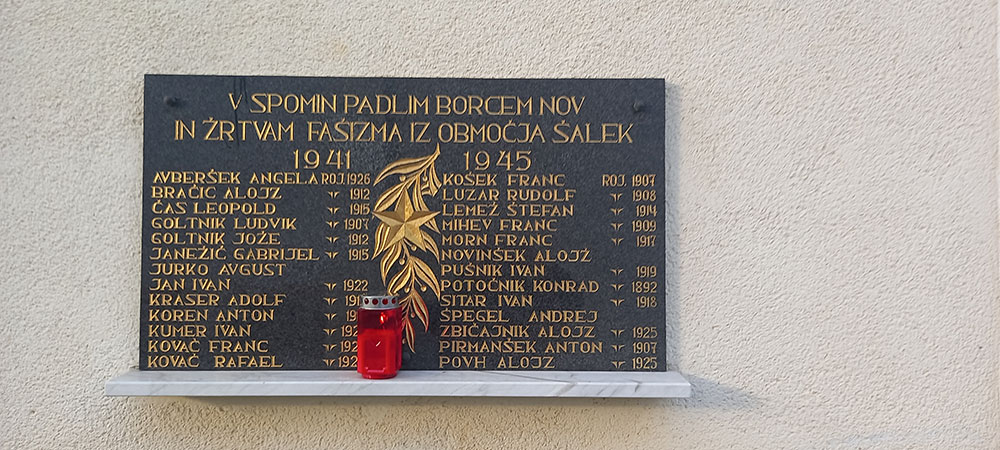 V SPOMIN PADLIM BORCEM NOV
IN ŽRTVAM FAŠIZMA IZ OBMOČJA ŠALEK
1941 1945
AVBERŠEK ANGELA ROJ. 1926
BRAČIC ALOJZ 1912
ČAS LEOPOLD 1915
GOLTNIK LUDVIK 1907
GOLTNIK JOŽE 1912
JANEŽIČ GABRIJEL 1915
JURKO AVGUST
JAN IVAN 1922
KRASER ADOLF
KOREN ANTON
KUMER IVAN
KOVAČ FRANC
KOVAČ RAFAEL
KOŠEK FRANC ROJ. 1907
LUZAR RUDOLF 1908
LEMEŽ ŠTEFAN 1914
MIHEV FRANC 1909
MORN FRANC 1917
NOVINŠEK ALOJZ
PUŠNIK IVAN 1919
POTOČNIK KONRAD 1892
SITAR IVAN 1918
ŠPEGEL ANDREJ
ZBIČAJNIK ALOJZ 1925
PIRMANŠEK ANTON 1907
POVH ALOJZ 1925